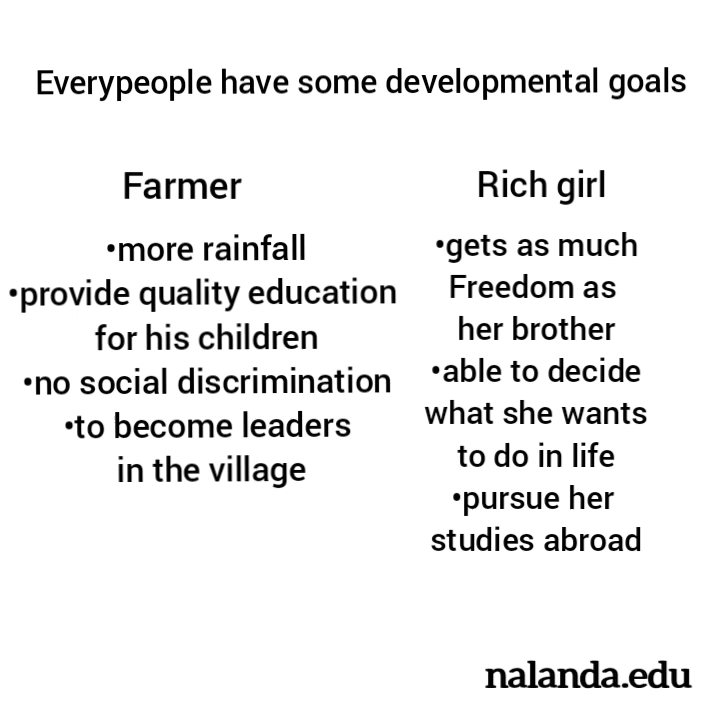 Everypeople have some developmental goals
Farmer
•more rainfall
•provide quality education
for his children
•no social discrimination
•to become leaders
in the village
Rich girl
•gets as much
Freedom as
her brother
•able to decide
what she wants
to do in life
•pursue her
studies abroad
nalanda.edu